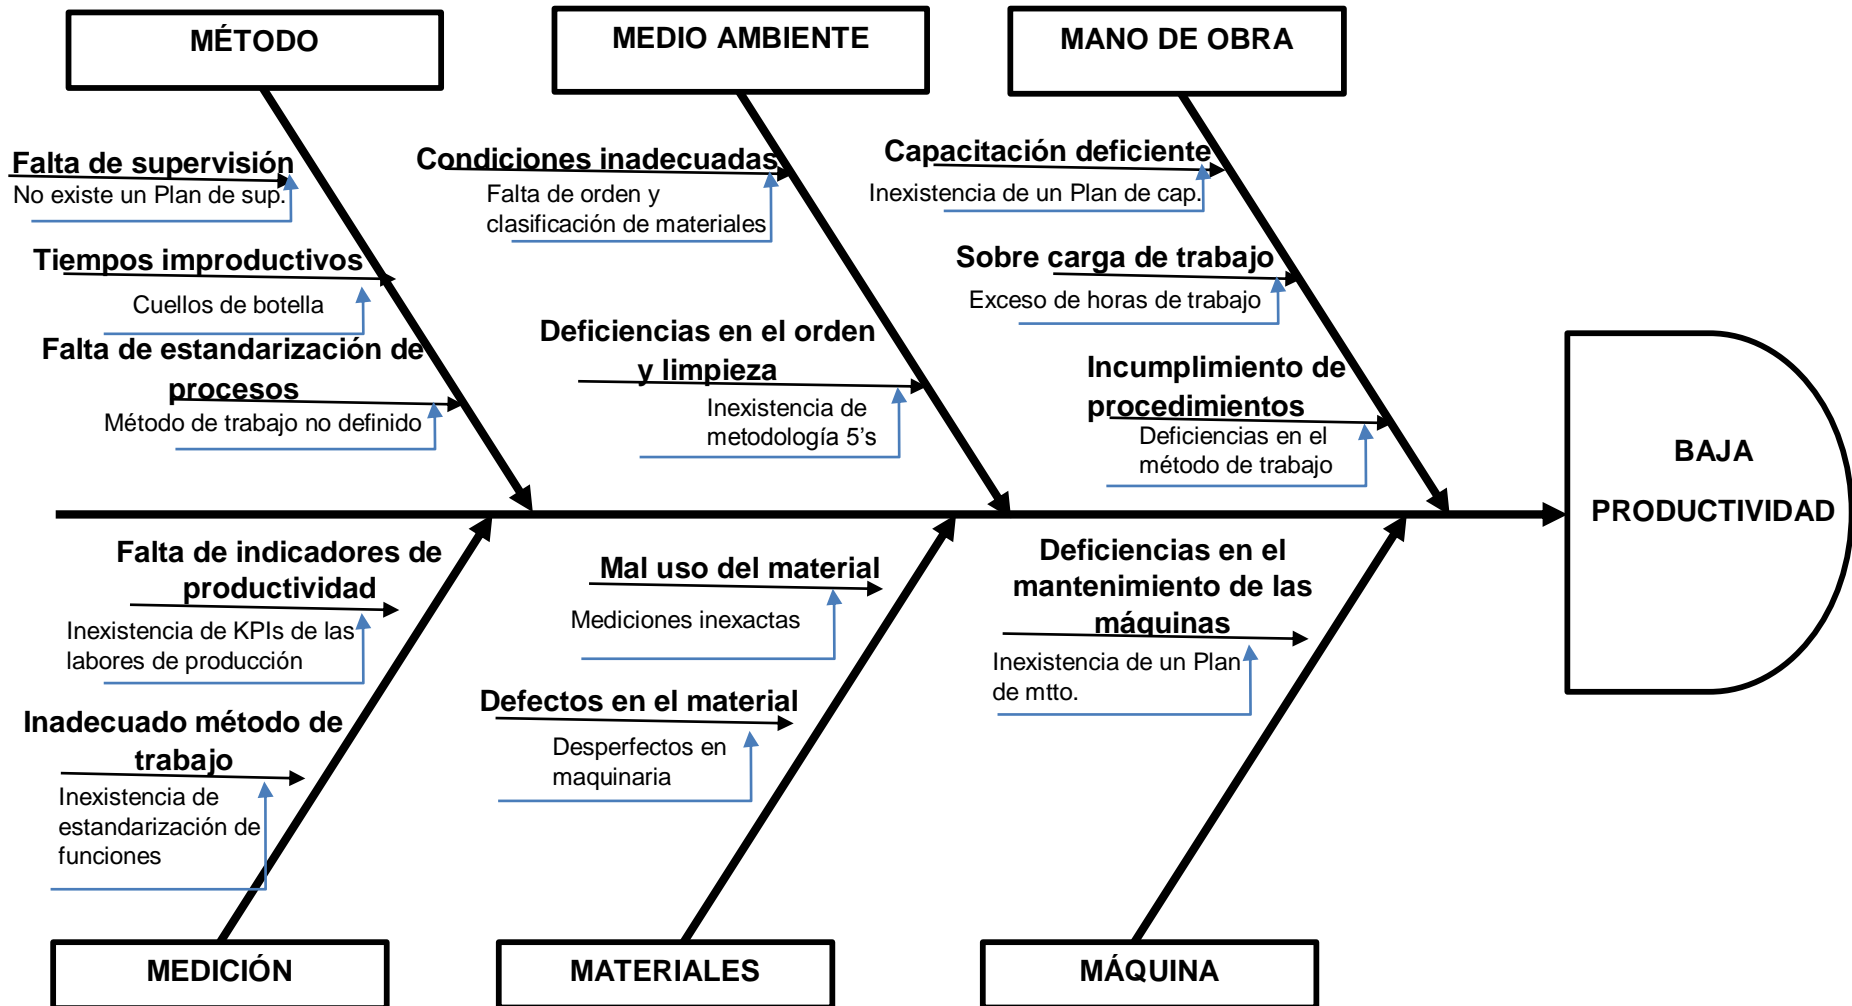 MÉTODO
MEDIO AMBIENTE
MANO DE OBRA
Falta de supervisión
No existe un Plan de sup.
Tiempos improductivos
Cuellos de botella
Falta de estandarización de
procesos
Método de trabajo no definido
Condiciones inadecuadas
Falta de orden y
clasificación de materiales
Deficiencias en el orden
y limpieza
Inexistencia de
metodología 5’s
Capacitación deficiente
Inexistencia de un Plan de cap.
Sobre carga de trabajo
Exceso de horas de trabajo
Incumplimiento de
procedimientos
Deficiencias en el
método de trabajo
BAJA
PRODUCTIVIDAD
Falta de indicadores de
productividad
Inexistencia de KPIs de las
labores de producción
Inadecuado método de
trabajo
Inexistencia de
estandarización de
funciones
Mal uso del material
Mediciones inexactas
Defectos en el material
Desperfectos en
maquinaria
Deficiencias en el
mantenimiento de las
máquinas
Inexistencia de un Plan
de mtto.
MEDICIÓN
MATERIALES
MÁQUINA